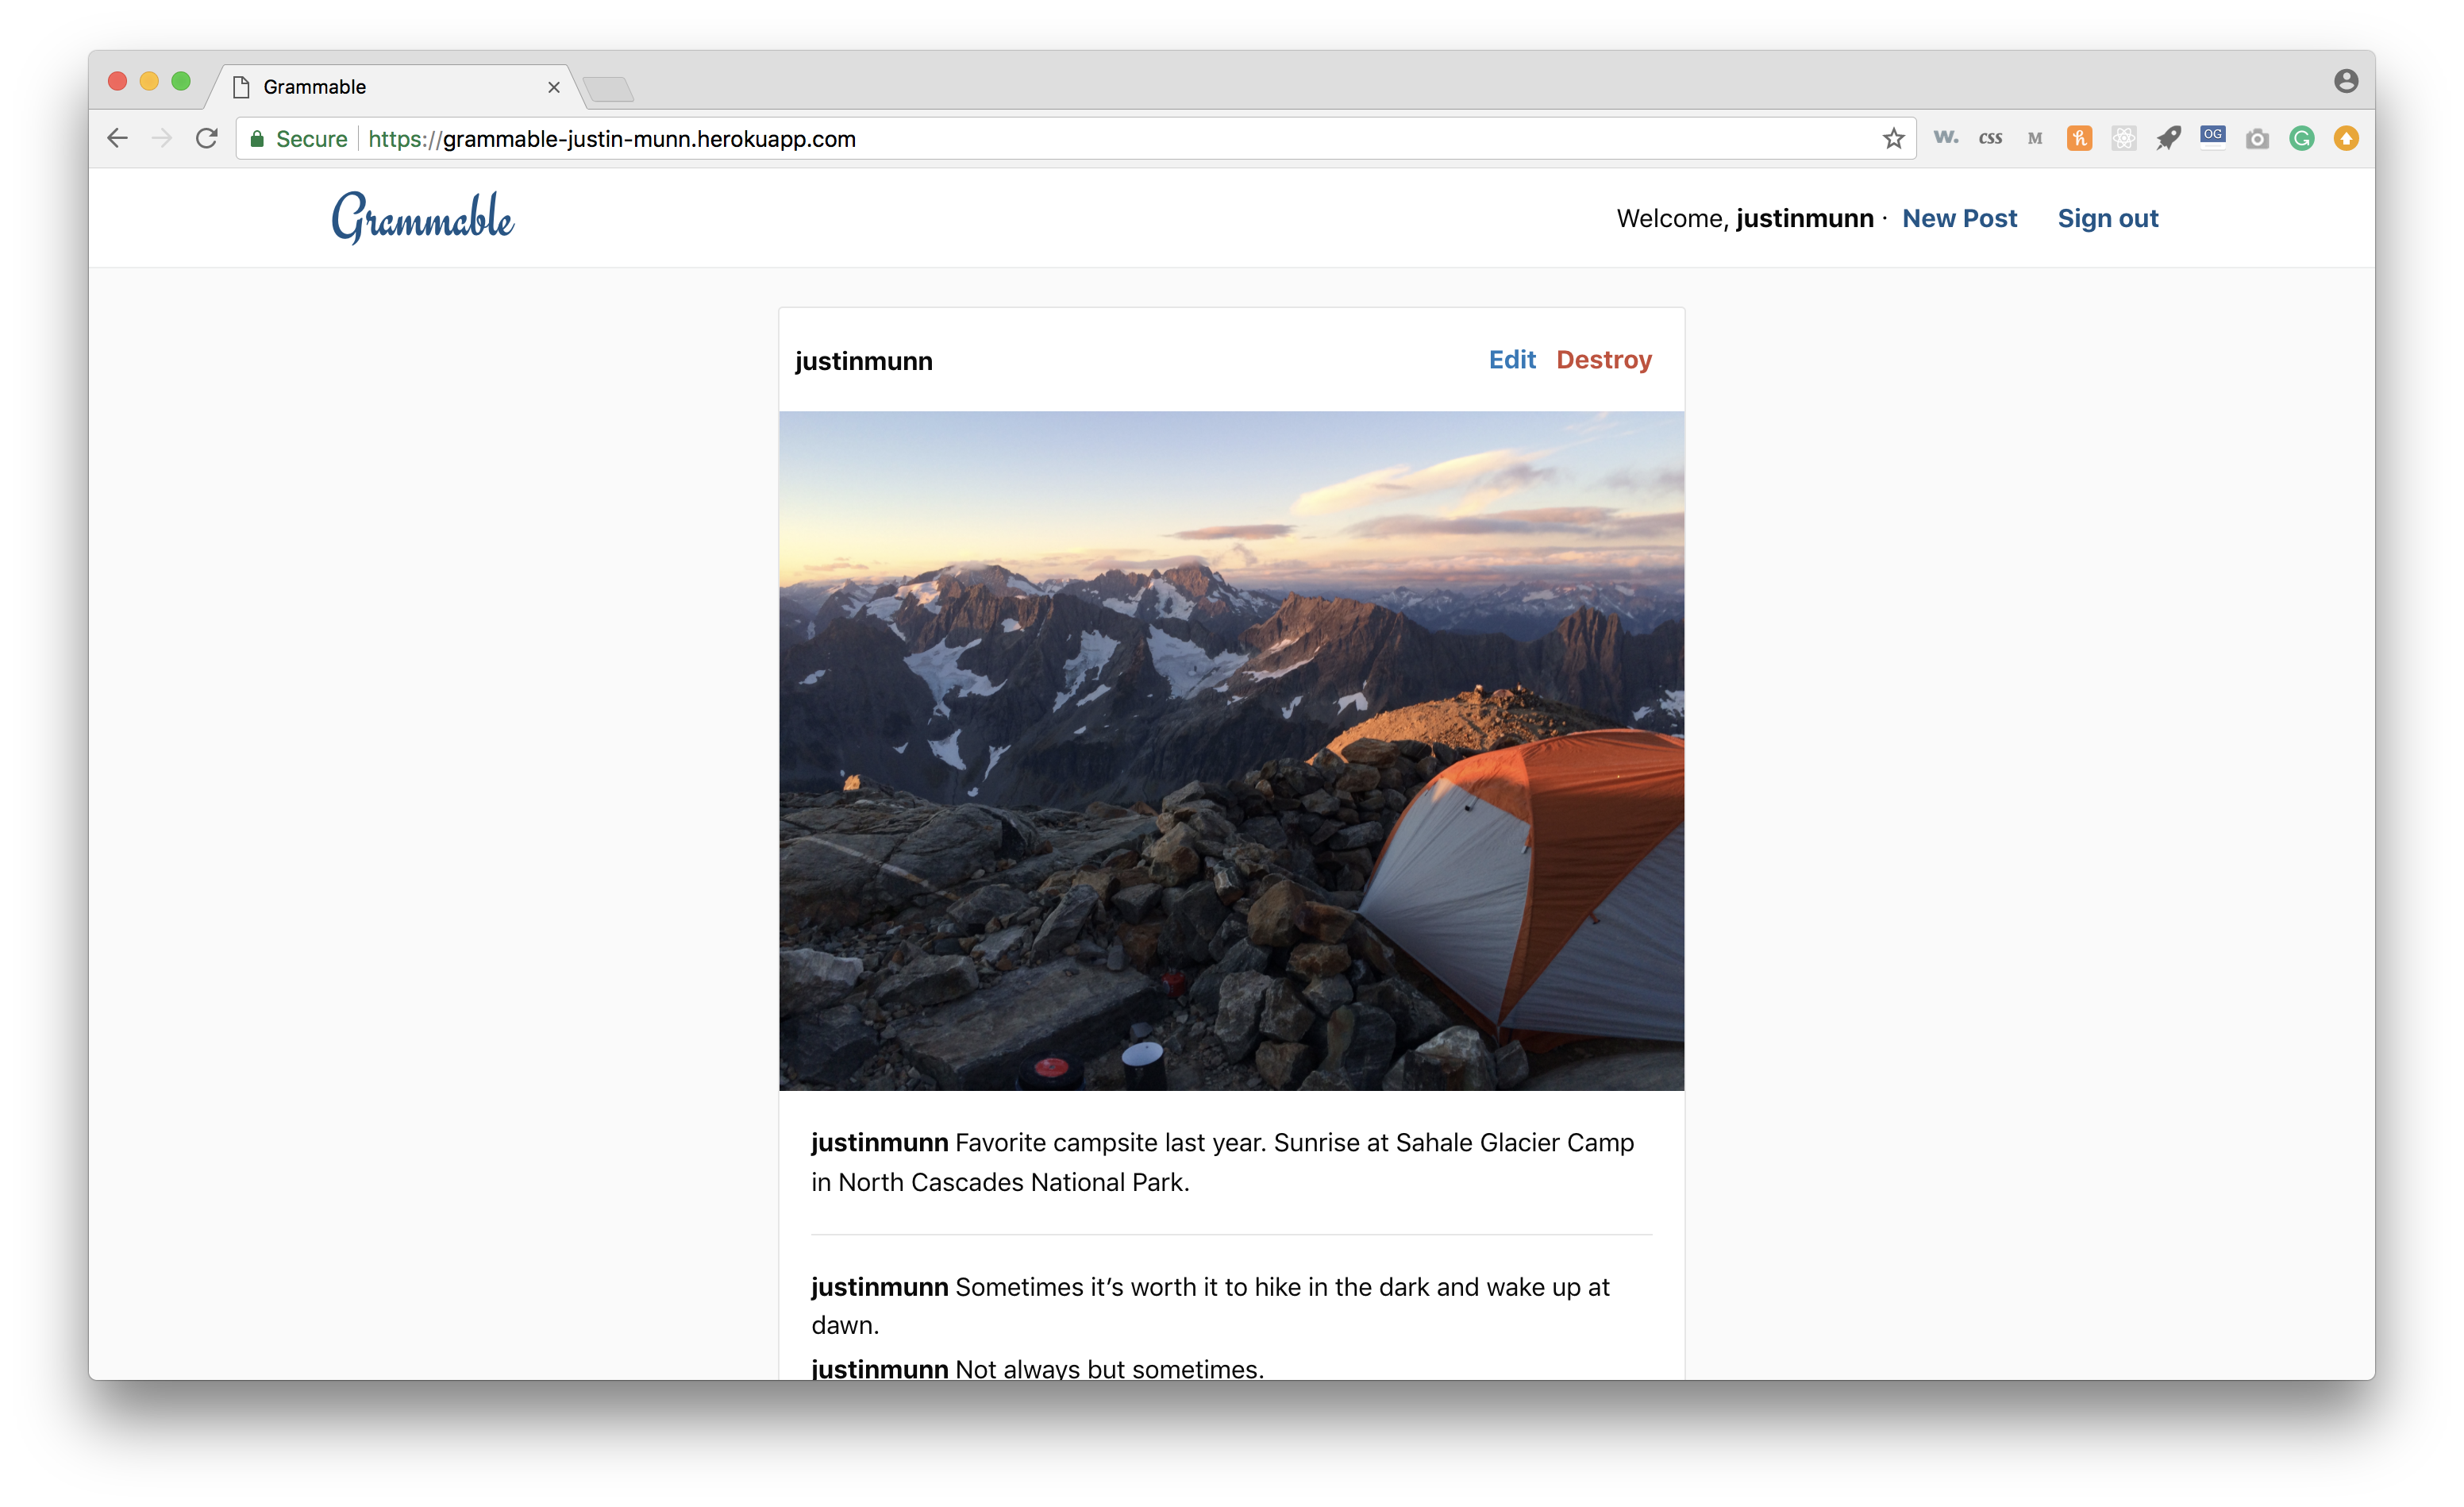 Grammable
Secure https://grammable-justin-munn.herokuapp.com
w. css M h OG G
Grammable
Welcome, justinmunn · New Post Sign out
justinmunn
Edit Destroy
justinmunn Favorite campsite last year. Sunrise at Sahale Glacier Camp
in North Cascades National Park.
justinmunn Sometimes it’s worth it to hike in the dark and wake up at
dawn.
justinmunn Not always but sometimes.